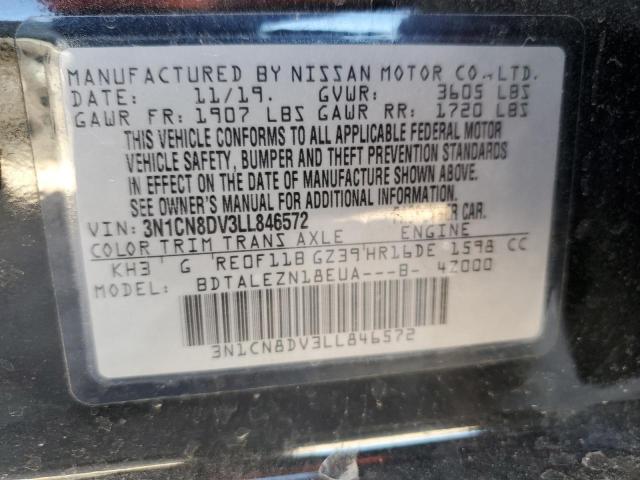 MANUFACTURED BY NISSAN MOTOR CO., LTD.
DATE: 11/19. GVWR: 3605 LBS
GAWR FR: 1907 LBS GAWR RR: 1720 LBS
THIS VEHICLE CONFORMS TO ALL APPLICABLE FEDERAL MOTOR
VEHICLE SAFETY, BUMPER AND THEFT PREVENTION STANDARDS
IN EFFECT ON THE DATE OF MANUFACTURE SHOWN ABOVE.
SEE OWNER'S MANUAL FOR ADDITIONAL INFORMATION.
VIN: 3N1CN8DV3LL846572 CAR.
COLOR TRIM TRANS AXLE ENGINE
KH3 G RE0F11B GZ39 HR16DE 1598 CC
MODEL: BDTALEZN18EUA---B- 42000
3N1CN8DV3LL846572